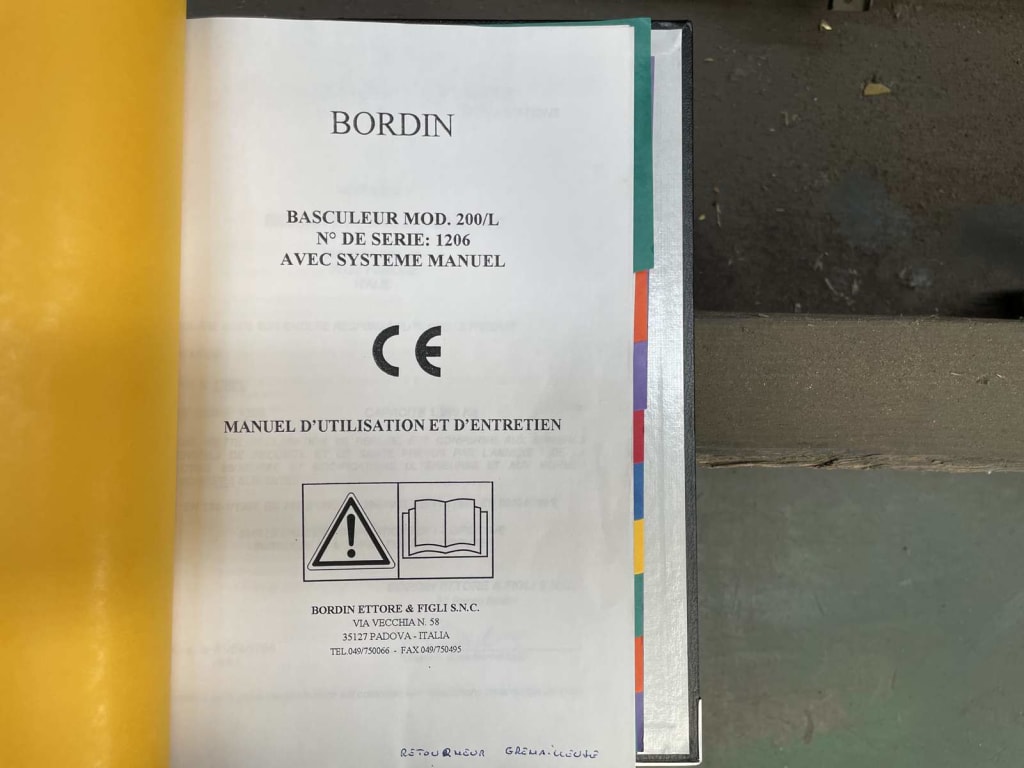 BORDIN
BASCULEUR MOD. 200/L
N° DE SERIE: 1206
AVEC SYSTEME MANUEL
CE
MANUEL D'UTILISATION ET D'ENTRETIEN
BORDIN ETTORE & FIGLI S.N.C.
VIA VECCHIA N. 58
35127 PADOVA - ITALIA
TEL.049/750066 - FAX 049/750495
RETOURNEUR GRENAILLEUSE